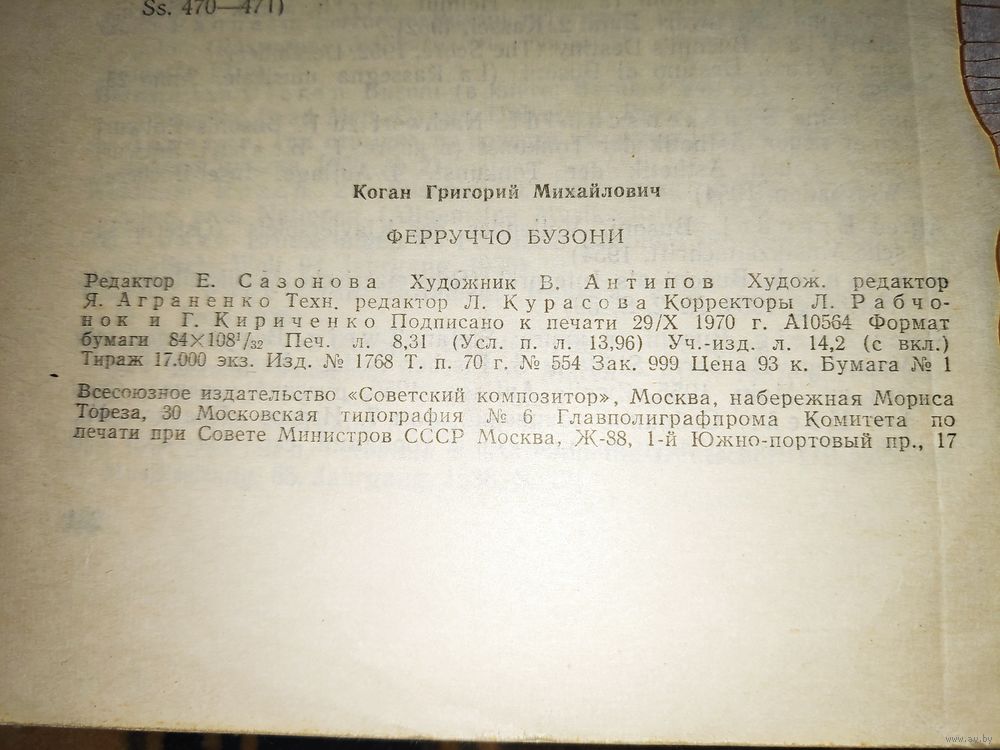 Ss. 470—471)
Коган Григорий Михайлович
ФЕРРУЧЧО БУЗОНИ
Редактор Е. Сазонова Художник В. Антипов Худож. редактор
Я. Аграненко Техн. редактор Л. Курасова Корректоры Л. Рабчо-
нок и Г. Кириченко Подписано к печати 29/X 1970 г. А10564 Формат
бумаги 84×108¹/₃₂ Печ. л. 8,31 (Усл. п. л. 13,96) Уч.-изд. л. 14,2 (с вкл.)
Тираж 17.000 экз. Изд. № 1768 Т. п. 70 г. № 554 Зак. 999 Цена 93 к. Бумага № 1
Всесоюзное издательство «Советский композитор», Москва, набережная Мориса
Тореза, 30 Московская типография № 6 Главполиграфпрома Комитета по
печати при Совете Министров СССР Москва, Ж-88, 1-й Южно-портовый пр., 17
www.av.by